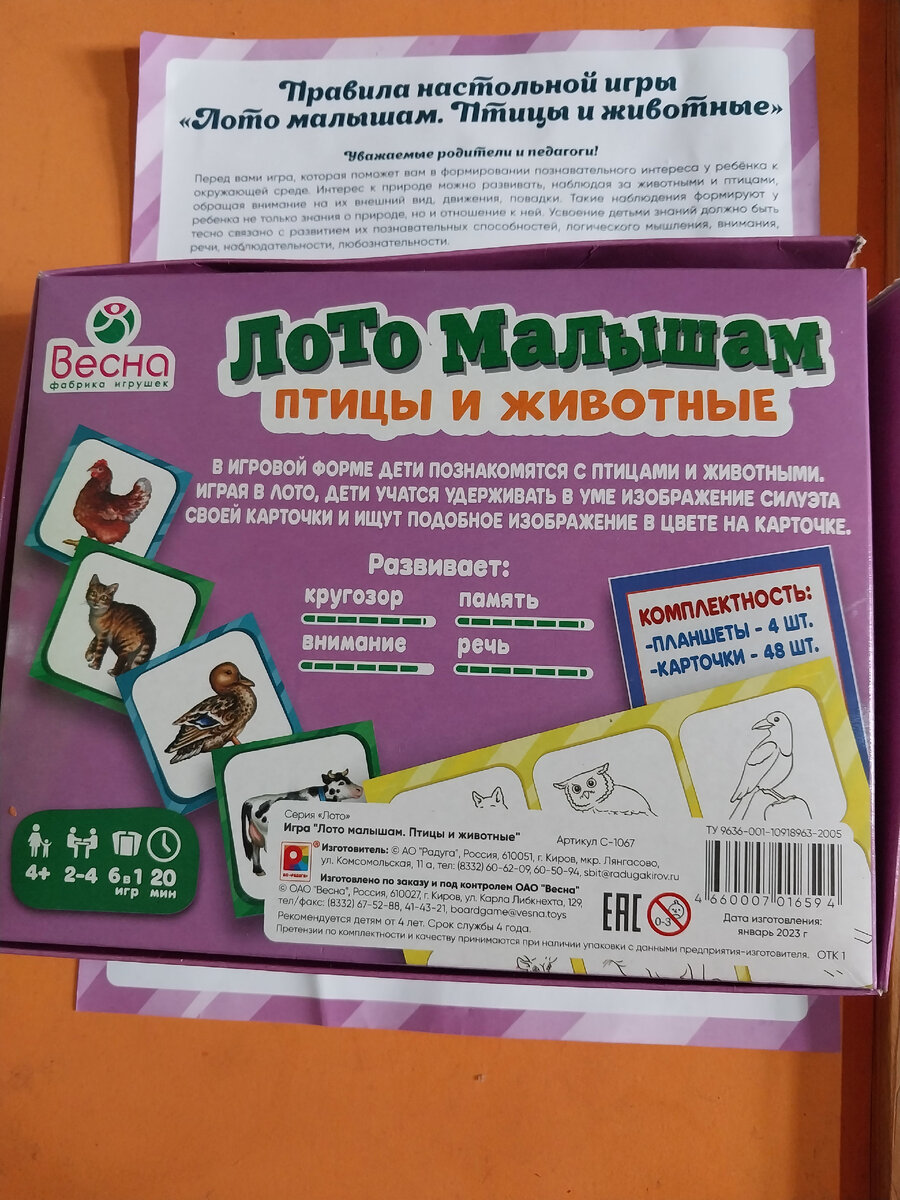 Правила настольной игры
«Лото малышам. Птицы и животные»
Уважаемые родители и педагоги!
Перед вами игра, которая поможет вам в формировании познавательного интереса у ребёнка к
окружающей среде. Интерес к природе можно развивать, наблюдая за животными и птицами,
обращая внимание на их внешний вид, движения, повадки. Такие наблюдения формируют у
ребенка не только знания о природе, но и отношение к ней. Усвоение детьми знаний должно быть
тесно связано с развитием их познавательных способностей, логического мышления, внимания,
речи, наблюдательности, любознательности.
Весна
фабрика игрушек
ЛоТо Малышам
ПТИЦЫ И ЖИВОТНЫЕ
В ИГРОВОЙ ФОРМЕ ДЕТИ ПОЗНАКОМЯТСЯ С ПТИЦАМИ И ЖИВОТНЫМИ.
ИГРАЯ В ЛОТО, ДЕТИ УЧАТСЯ УДЕРЖИВАТЬ В УМЕ ИЗОБРАЖЕНИЕ СИЛУЭТА
СВОЕЙ КАРТОЧКИ И ИЩУТ ПОДОБНОЕ ИЗОБРАЖЕНИЕ В ЦВЕТЕ НА КАРТОЧКЕ.
Развивает:
кругозор память
внимание речь
КОМПЛЕКТНОСТЬ:
-ПЛАНШЕТЫ - 4 ШТ.
-КАРТОЧКИ - 48 ШТ.
4+ 2-4 6 в 1 игр 20 мин
Серия «Лото»
Игра "Лото малышам. Птицы и животные" Артикул С-1067
Изготовитель: © АО "Радуга", Россия, 610051, г. Киров, мкр. Лянгасово,
ул. Комсомольская, 11 а, тел: (8332) 60-62-09, 60-50-94, sbit@radugakirov.ru
АО «РАДУГА»
Изготовлено по заказу и под контролем ОАО "Весна"
© ОАО "Весна", Россия, 610027, г. Киров, ул. Карла Либкнехта, 129,
тел/факс: (8332) 67-52-88, 41-43-21, boardgame@vesna.toys
Рекомендуется детям от 4 лет. Срок службы 4 года.
Претензии по комплектности и качеству принимаются при наличии упаковки с данными предприятия-изготовителя. ОТК 1
ТУ 9636-001-10918963-2005
4 660007 016594
EAC
0-3
Дата изготовления:
январь 2023 г